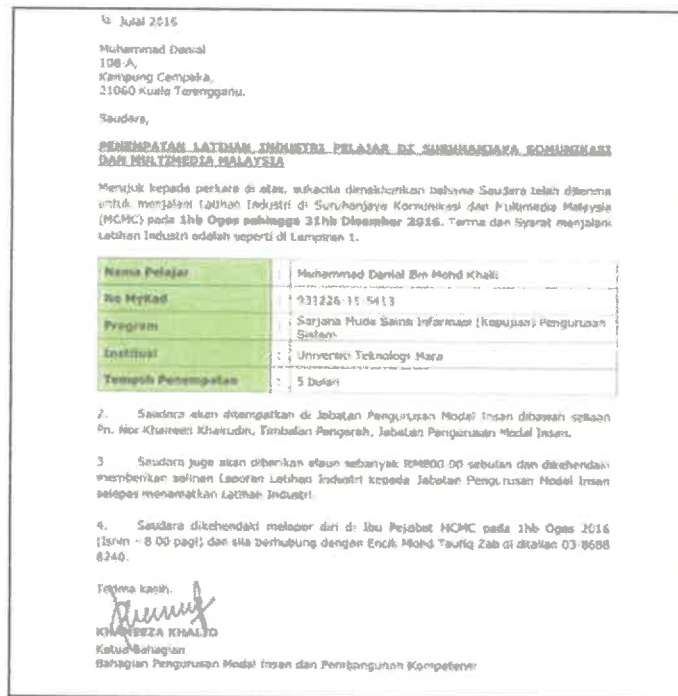 Julai 2016
Muhammad Danial
108-A,
Kampung Cempaka,
21060 Kuala Terengganu.
Saudara,
PENEMPATAN LATIHAN INDUSTRI PELAJAR DI SURUHANJAYA KOMUNIKASI
DAN MULTIMEDIA MALAYSIA
Merujuk kepada perkara di atas, sukacita dimaklumkan bahawa Saudara telah diterima
untuk menjalani Latihan Industri di Suruhanjaya Komunikasi dan Multimedia Malaysia
(MCMC) pada 1hb Ogos sehingga 31hb Disember 2016. Terma dan Syarat menjalani
Latihan Industri adalah seperti di Lampiran 1.
Nama Pelajar : Muhammad Danial Bin Mohd Khalil
No MyKad : 931226-11-5413
Program : Sarjana Muda Sains Informasi (Kepujian) Pengurusan
Sistem
Institusi : Universiti Teknologi Mara
Tempoh Penempatan : 5 bulan
2. Saudara akan ditempatkan di Jabatan Pengurusan Modal Insan dibawah seliaan
Pn. Nor Khaireen Khairudin, Timbalan Pengarah, Jabatan Pengurusan Modal Insan.
3 Saudara juga akan diberikan elaun sebanyak RM800.00 sebulan dan dikehendaki
memberikan salinan Laporan Latihan Industri kepada Jabatan Pengurusan Modal Insan
selepas menamatkan Latihan Industri.
4. Saudara dikehendaki melapor diri di Ibu Pejabat MCMC pada 1hb Ogos 2016
(Isnin – 8.00 pagi) dan sila berhubung dengan Encik Mohd Taufiq Zab di talian 03-8688
8240.
Terima kasih.
KHALID
Ketua Bahagian
Bahagian Pengurusan Modal Insan dan Pembangunan Kompetensi